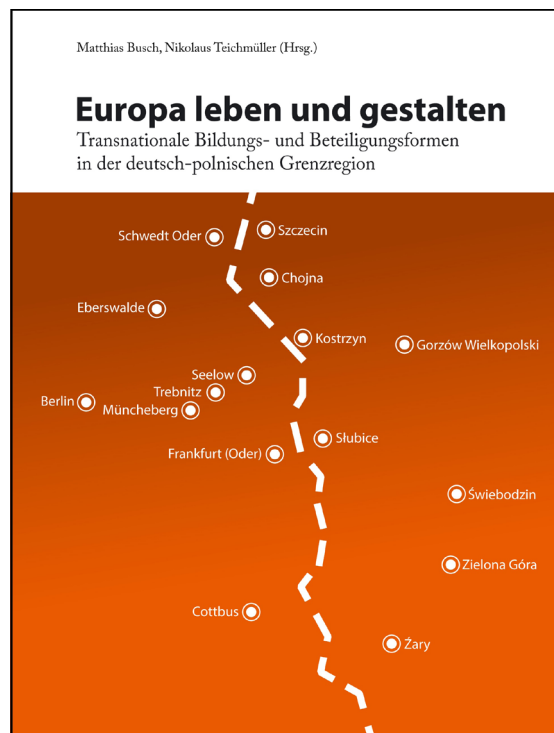 Matthias Busch, Nikolaus Teichmüller (Hrsg.)
Europa leben und gestalten
Transnationale Bildungs- und Beteiligungsformen
in der deutsch-polnischen Grenzregion
Schwedt Oder
Szczecin
Chojna
Eberswalde
Kostrzyn
Gorzów Wielkopolski
Seelow
Trebnitz
Berlin
Müncheberg
Słubice
Frankfurt (Oder)
Świebodzin
Zielona Góra
Cottbus
Żary